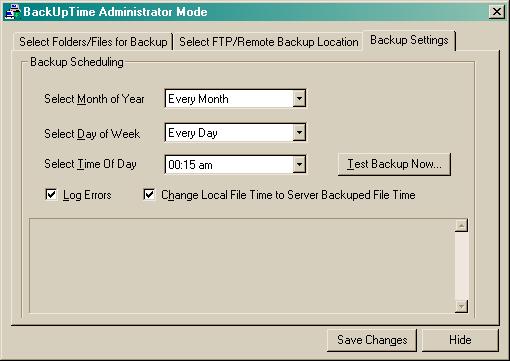 BackUpTime Administrator Mode
Select Folders/Files for Backup
Select FTP/Remote Backup Location
Backup Settings
Backup Scheduling
Select Month of Year
Every Month
Select Day of Week
Every Day
Select Time Of Day
00:15 am
Test Backup Now...
Log Errors
Change Local File Time to Server Backuped File Time
Save Changes
Hide